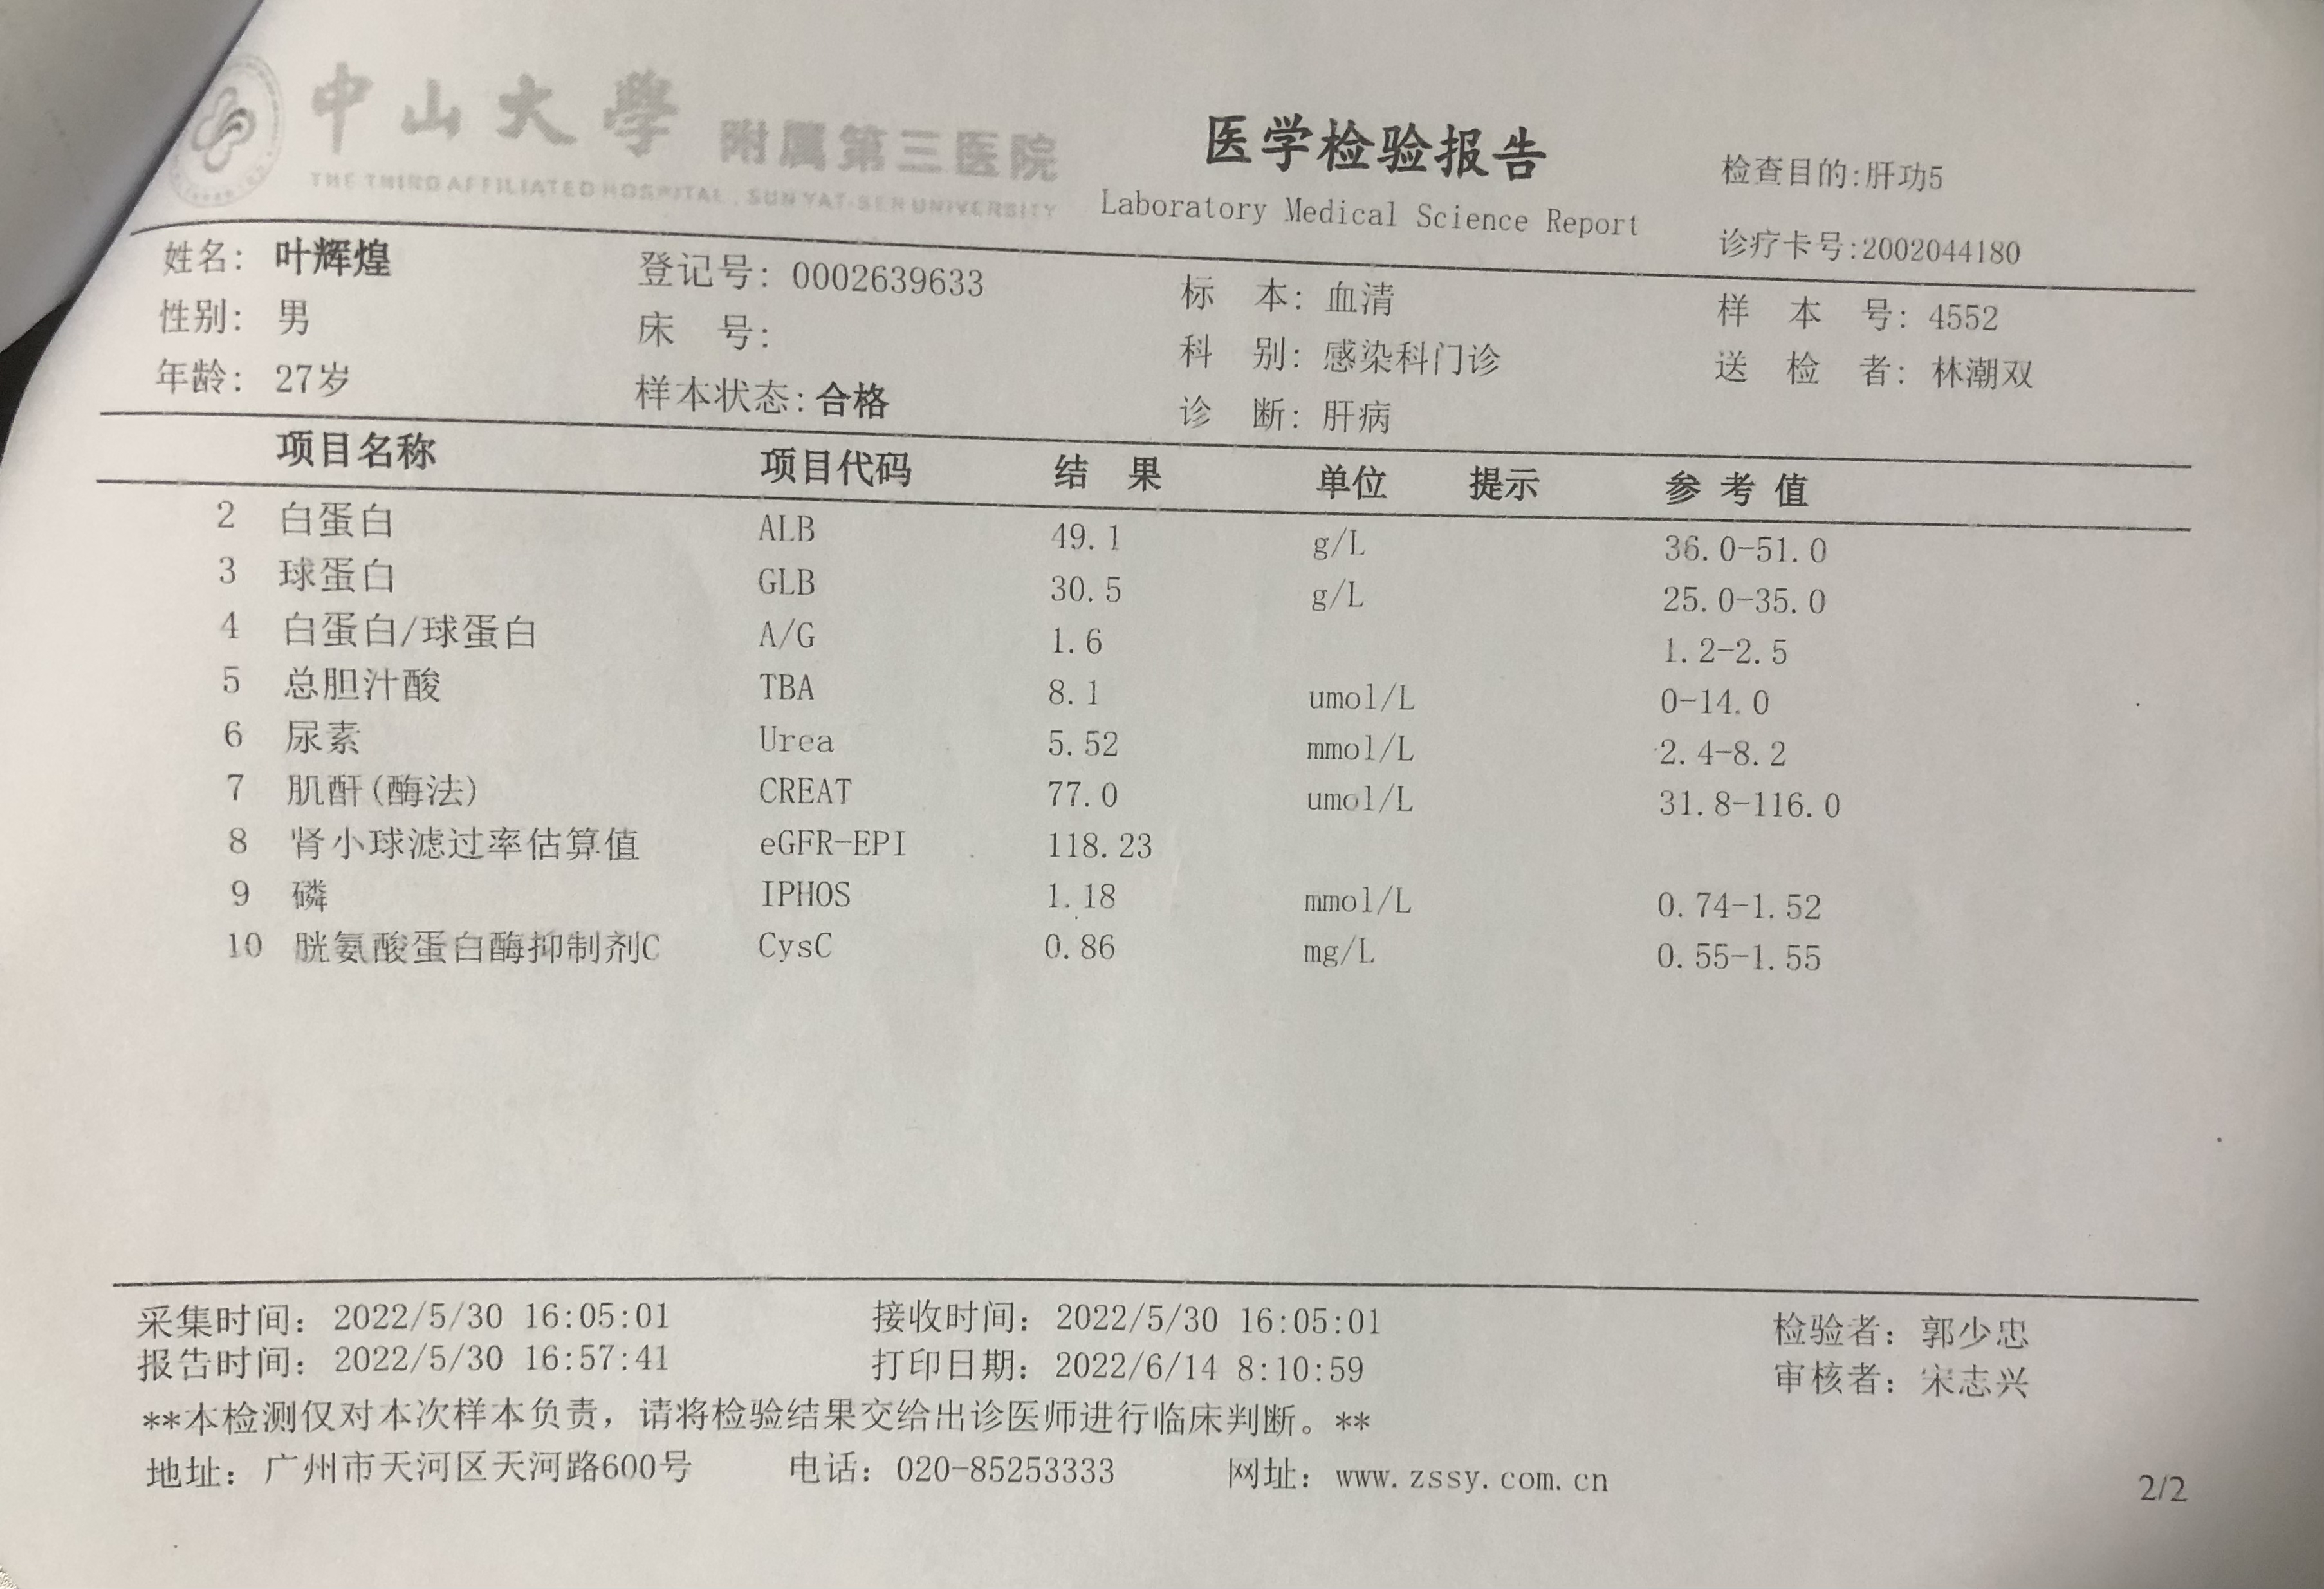 中山大學 附属第三医院
THE THIRD AFFILIATED HOSPITAL, SUN YAT-SEN UNIVERSITY
医学检验报告
Laboratory Medical Science Report
检查目的:肝功5
诊疗卡号:2002044180
姓名: 叶辉煌 登记号: 0002639633 标 本: 血清 样 本 号: 4552
性别: 男 床 号: 科 别: 感染科门诊 送 检 者: 林潮双
年龄: 27岁 样本状态: 合格 诊 断: 肝病
项目名称 项目代码 结 果 单位 提示 参 考 值
2 白蛋白 ALB 49.1 g/L 36.0-51.0
3 球蛋白 GLB 30.5 g/L 25.0-35.0
4 白蛋白/球蛋白 A/G 1.6 1.2-2.5
5 总胆汁酸 TBA 8.1 umol/L 0-14.0
6 尿素 Urea 5.52 mmol/L 2.4-8.2
7 肌酐(酶法) CREAT 77.0 umol/L 31.8-116.0
8 肾小球滤过率估算值 eGFR-EPI 118.23
9 磷 IPHOS 1.18 mmol/L 0.74-1.52
10 胱氨酸蛋白酶抑制剂C CysC 0.86 mg/L 0.55-1.55
采集时间: 2022/5/30 16:05:01 接收时间: 2022/5/30 16:05:01 检验者: 郭少忠
报告时间: 2022/5/30 16:57:41 打印日期: 2022/6/14 8:10:59 审核者: 宋志兴
**本检测仅对本次样本负责，请将检验结果交给出诊医师进行临床判断。**
地址: 广州市天河区天河路600号 电话: 020-85253333 网址: www.zssy.com.cn
2/2